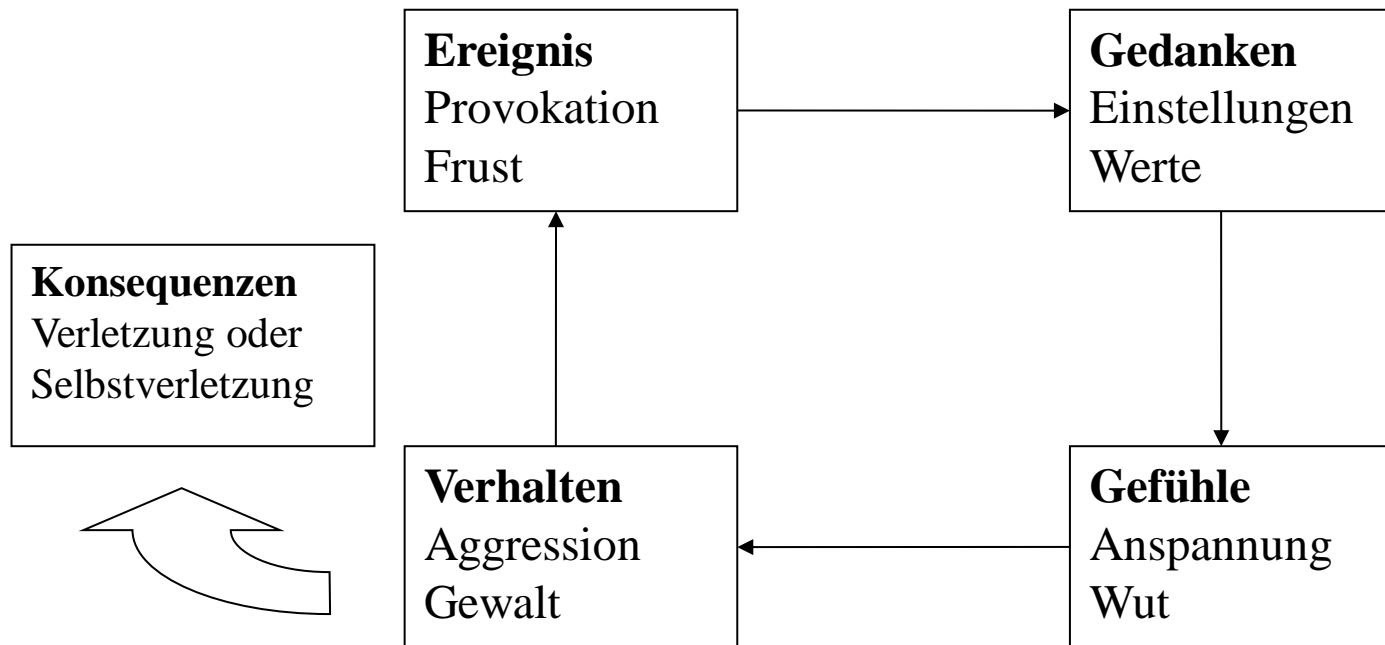 Ereignis
Provokation
Frust
Gedanken
Einstellungen
Werte
Konsequenzen
Verletzung oder
Selbstverletzung
Verhalten
Aggression
Gewalt
Gefühle
Anspannung
Wut